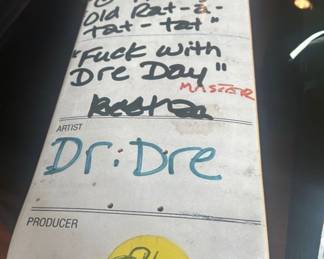 Old Rat-a-
tat-tat"
"Fuck with
Dre Day"
MASTER
ARTIST
Dr. Dre
PRODUCER